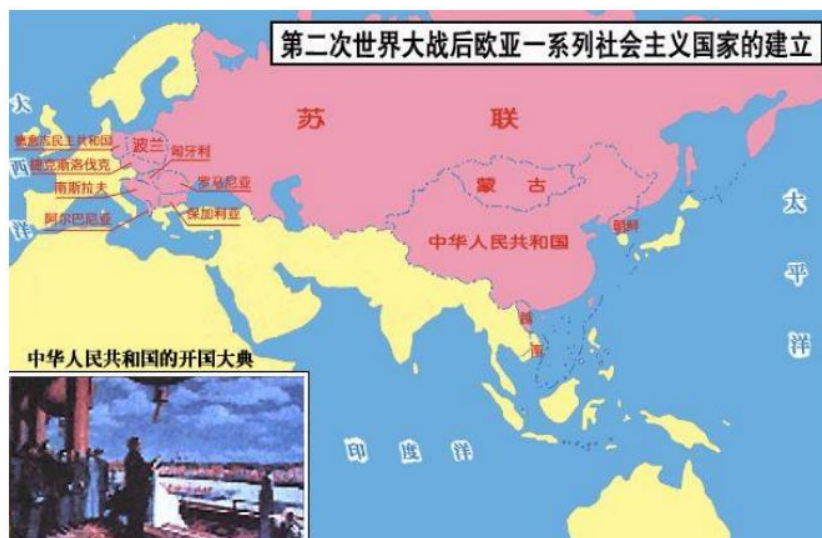 第二次世界大战后欧亚一系列社会主义国家的建立
苏 联
太
西
洋
德意志民主共和国
波兰
匈牙利
捷克斯洛伐克
南斯拉夫
罗马尼亚
阿尔巴尼亚
保加利亚
蒙 古
中华人民共和国
朝鲜
越
南
太
平
洋
印 度 洋
中华人民共和国的开国大典